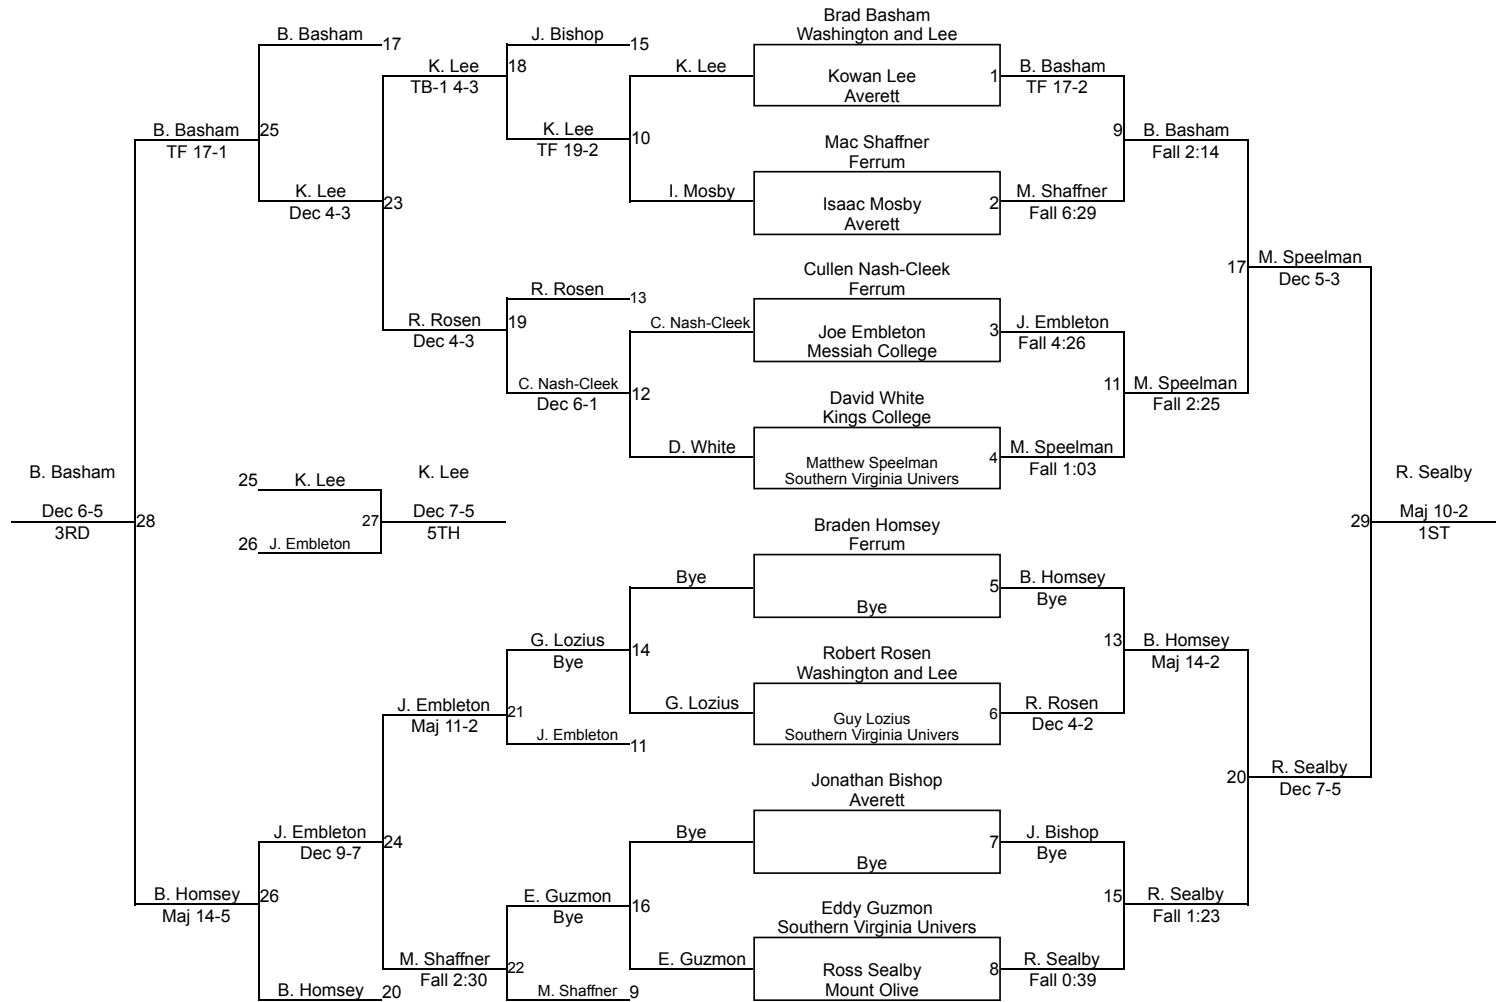 Brad Basham
Washington and Lee
B. Basham 17
J. Bishop 15
K. Lee 18
TB-1 4-3
K. Lee
Kowan Lee 1
Averett
B. Basham
TF 17-2
B. Basham 25
TF 17-1
K. Lee 10
TF 19-2
Mac Shaffner
Ferrum
9 B. Basham
Fall 2:14
K. Lee 23
Dec 4-3
I. Mosby
Isaac Mosby 2
Averett
M. Shaffner
Fall 6:29
Cullen Nash-Cleek
Ferrum
17 M. Speelman
Dec 5-3
R. Rosen 13
R. Rosen 19
Dec 4-3
C. Nash-Cleek
Joe Embleton 3
Messiah College
J. Embleton
Fall 4:26
C. Nash-Cleek 12
Dec 6-1
David White
Kings College
11 M. Speelman
Fall 2:25
D. White
Matthew Speelman 4
Southern Virginia Univers
M. Speelman
Fall 1:03
B. Basham
25 K. Lee
K. Lee
R. Sealby
Dec 6-5 28
3RD
27 Dec 7-5
5TH
29 Maj 10-2
1ST
26 J. Embleton
Braden Homsey
Ferrum
Bye
5
Bye
B. Homsey
Bye
G. Lozius 14
Bye
Robert Rosen
Washington and Lee
13 B. Homsey
Maj 14-2
J. Embleton 21
Maj 11-2
G. Lozius
Guy Lozius 6
Southern Virginia Univers
R. Rosen
Dec 4-2
J. Embleton 11
Jonathan Bishop
Averett
20 R. Sealby
Dec 7-5
J. Embleton 24
Dec 9-7
Bye
7
Bye
J. Bishop
Bye
B. Homsey 26
Maj 14-5
E. Guzmon 16
Bye
Eddy Guzmon
Southern Virginia Univers
15 R. Sealby
Fall 1:23
M. Shaffner 22
Fall 2:30
E. Guzmon
Ross Sealby 8
Mount Olive
R. Sealby
Fall 0:39
B. Homsey 20
M. Shaffner 9